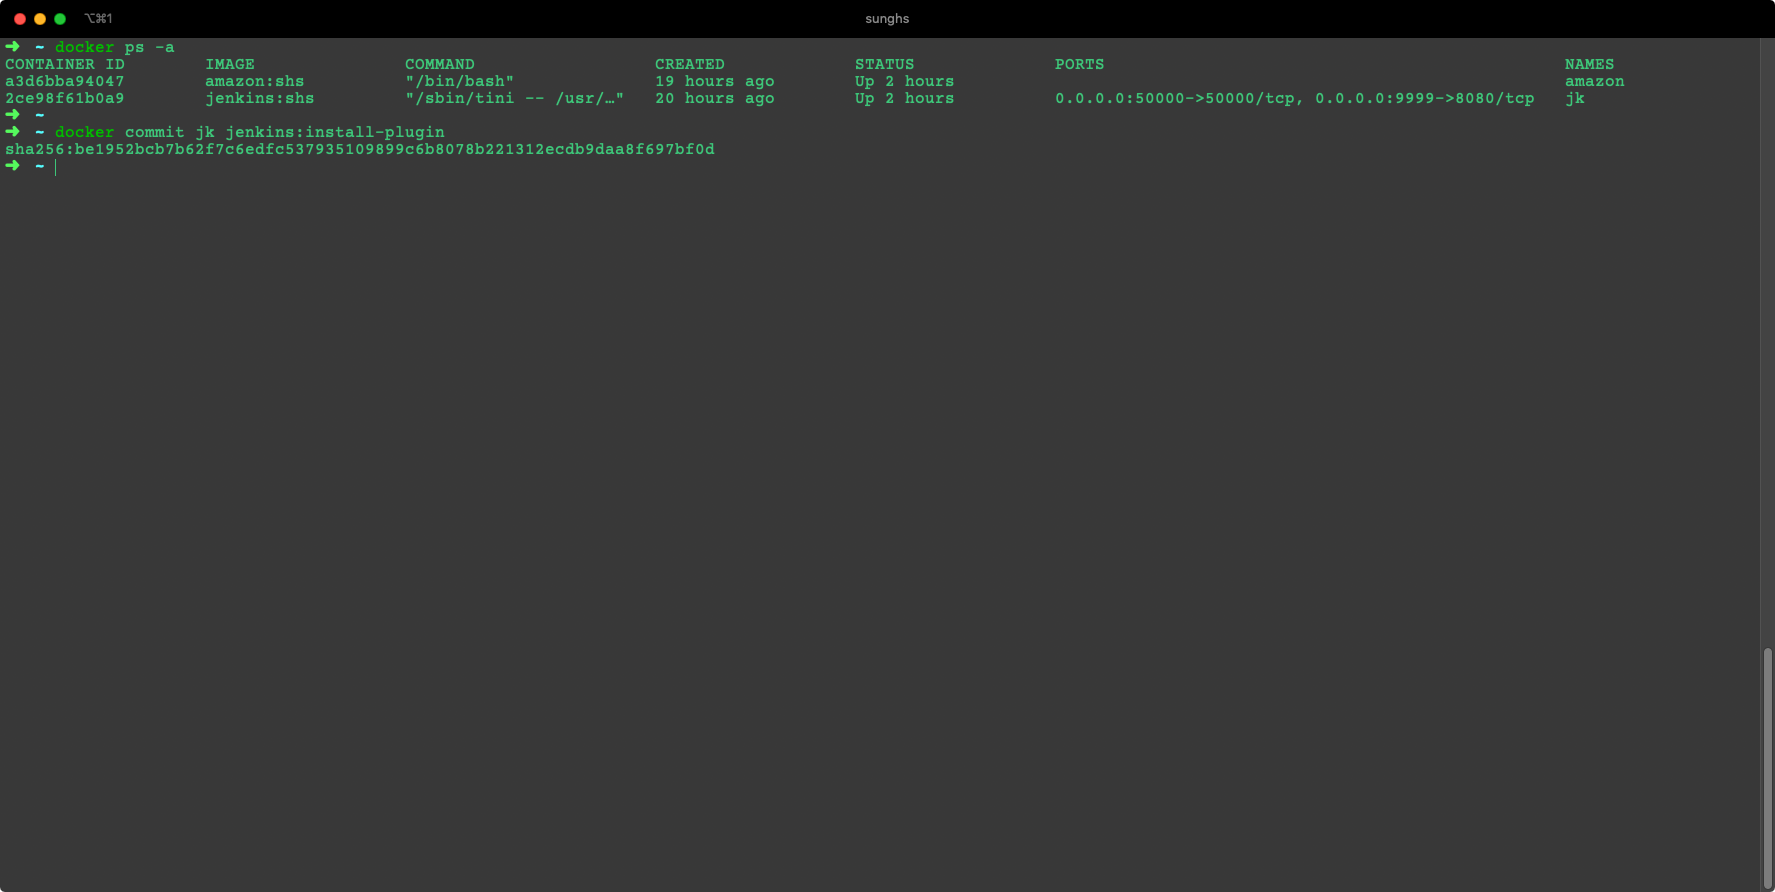 ⌥⌘1 sunghs
➜ ~ docker ps -a
CONTAINER ID IMAGE COMMAND CREATED STATUS PORTS NAMES
a3d6bba94047 amazon:shs "/bin/bash" 19 hours ago Up 2 hours amazon
2ce98f61b0a9 jenkins:shs "/sbin/tini -- /usr/…" 20 hours ago Up 2 hours 0.0.0.0:50000->50000/tcp, 0.0.0.0:9999->8080/tcp jk
➜ ~
➜ ~ docker commit jk jenkins:install-plugin
sha256:be1952bcb7b62f7c6edfc537935109899c6b8078b221312ecdb9daa8f697bf0d
➜ ~